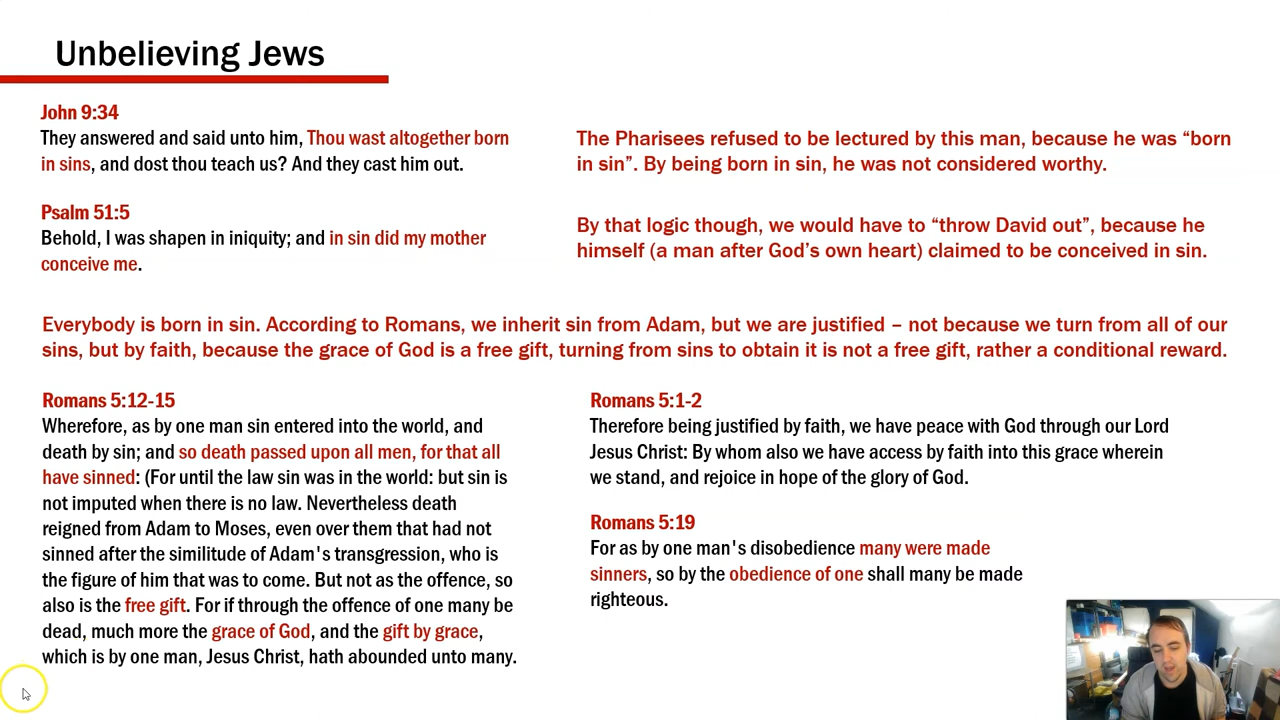 Unbelieving Jews
John 9:34
They answered and said unto him, Thou wast altogether born
in sins, and dost thou teach us? And they cast him out.
The Pharisees refused to be lectured by this man, because he was “born
in sin”. By being born in sin, he was not considered worthy.
Psalm 51:5
Behold, I was shapen in iniquity; and in sin did my mother
conceive me.
By that logic though, we would have to “throw David out”, because he
himself (a man after God’s own heart) claimed to be conceived in sin.
Everybody is born in sin. According to Romans, we inherit sin from Adam, but we are justified – not because we turn from all of our
sins, but by faith, because the grace of God is a free gift, turning from sins to obtain it is not a free gift, rather a conditional reward.
Romans 5:12-15
Wherefore, as by one man sin entered into the world, and
death by sin; and so death passed upon all men, for that all
have sinned: (For until the law sin was in the world: but sin is
not imputed when there is no law. Nevertheless death
reigned from Adam to Moses, even over them that had not
sinned after the similitude of Adam's transgression, who is
the figure of him that was to come. But not as the offence, so
also is the free gift. For if through the offence of one many be
dead, much more the grace of God, and the gift by grace,
which is by one man, Jesus Christ, hath abounded unto many.
Romans 5:1-2
Therefore being justified by faith, we have peace with God through our Lord
Jesus Christ: By whom also we have access by faith into this grace wherein
we stand, and rejoice in hope of the glory of God.
Romans 5:19
For as by one man's disobedience many were made
sinners, so by the obedience of one shall many be made
righteous.